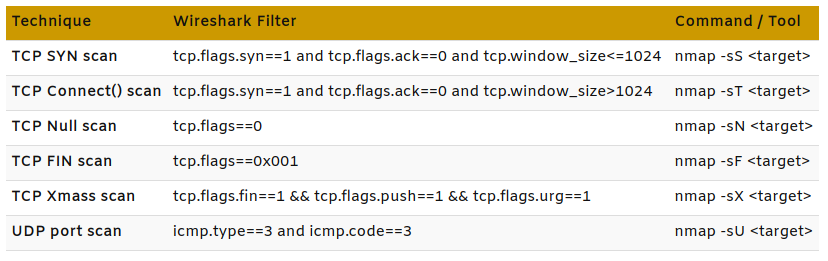 Technique Wireshark Filter Command / Tool
TCP SYN scan tcp.flags.syn==1 and tcp.flags.ack==0 and tcp.window_size<=1024 nmap -sS <target>
TCP Connect() scan tcp.flags.syn==1 and tcp.flags.ack==0 and tcp.window_size>1024 nmap -sT <target>
TCP Null scan tcp.flags==0 nmap -sN <target>
TCP FIN scan tcp.flags==0x001 nmap -sF <target>
TCP Xmass scan tcp.flags.fin==1 && tcp.flags.push==1 && tcp.flags.urg==1 nmap -sX <target>
UDP port scan icmp.type==3 and icmp.code==3 nmap -sU <target>